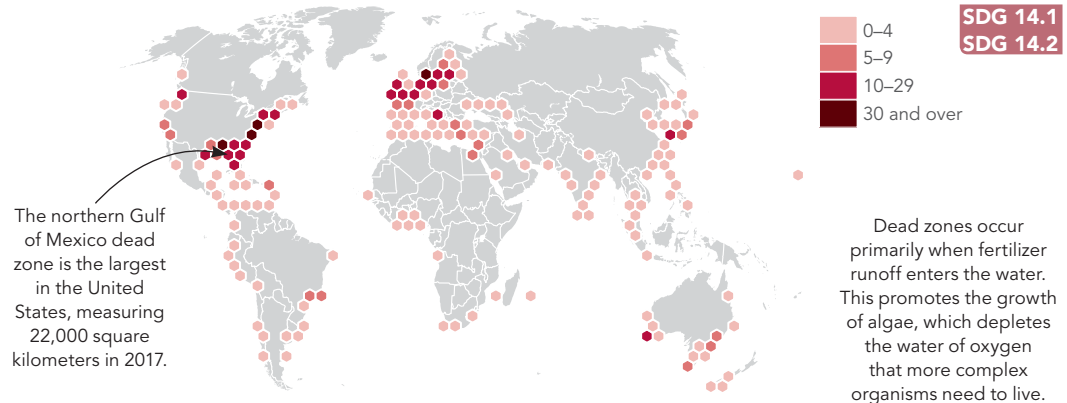 SDG 14.1
SDG 14.2
0–4
5–9
10–29
30 and over
The northern Gulf
of Mexico dead
zone is the largest
in the United
States, measuring
22,000 square
kilometers in 2017.
Dead zones occur
primarily when fertilizer
runoff enters the water.
This promotes the growth
of algae, which depletes
the water of oxygen
that more complex
organisms need to live.